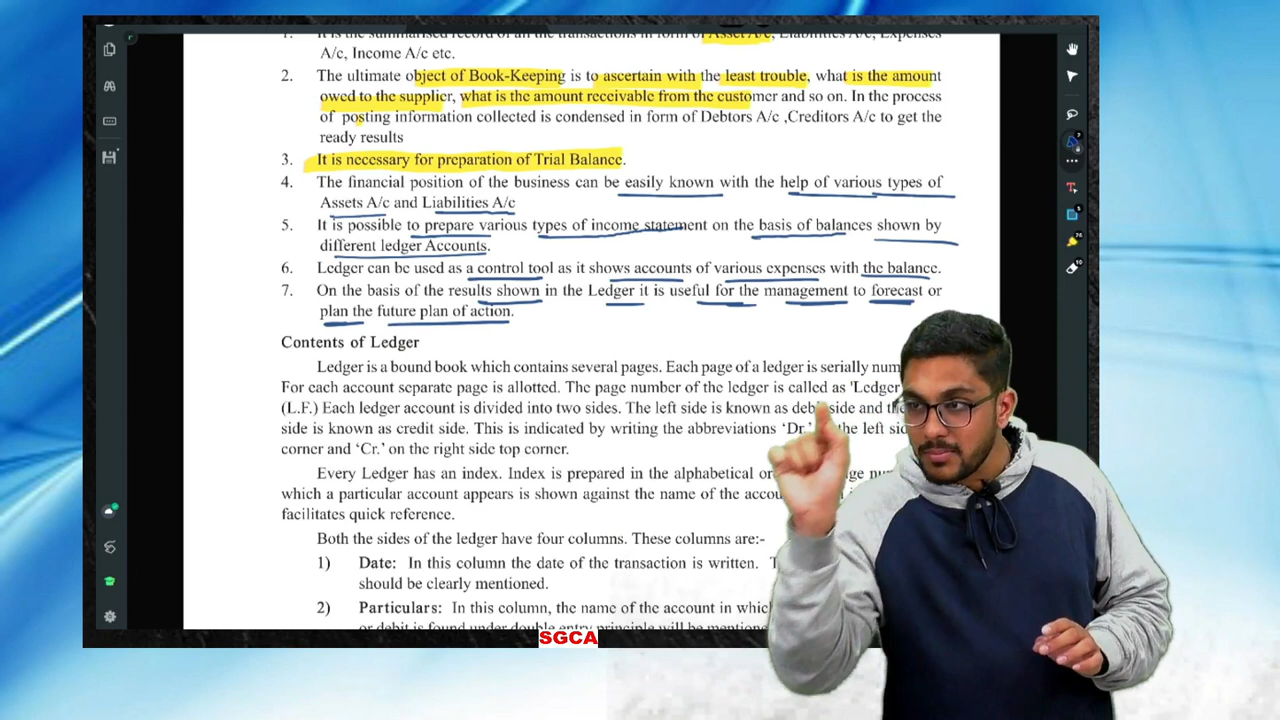 1. It is the summarised record of all the transactions in form of Asset A/c, Liabilities A/c, Expenses
A/c, Income A/c etc.
2. The ultimate object of Book-Keeping is to ascertain with the least trouble, what is the amount
owed to the supplier, what is the amount receivable from the customer and so on. In the process
of posting information collected is condensed in form of Debtors A/c ,Creditors A/c to get the
ready results
3. It is necessary for preparation of Trial Balance.
4. The financial position of the business can be easily known with the help of various types of
Assets A/c and Liabilities A/c
5. It is possible to prepare various types of income statement on the basis of balances shown by
different ledger Accounts.
6. Ledger can be used as a control tool as it shows accounts of various expenses with the balance.
7. On the basis of the results shown in the Ledger it is useful for the management to forecast or
plan the future plan of action.
Contents of Ledger
Ledger is a bound book which contains several pages. Each page of a ledger is serially num
For each account separate page is allotted. The page number of the ledger is called as 'Ledger
(L.F.) Each ledger account is divided into two sides. The left side is known as debit side and the
side is known as credit side. This is indicated by writing the abbreviations ‘Dr.’ the left sid
corner and ‘Cr.’ on the right side top corner.
Every Ledger has an index. Index is prepared in the alphabetical or
which a particular account appears is shown against the name of the accou
facilitates quick reference.
Both the sides of the ledger have four columns. These columns are:-
1) Date: In this column the date of the transaction is written. T
should be clearly mentioned.
2) Particulars: In this column, the name of the account in whic
or debit is found under double entry principle will be mentione
SGCA